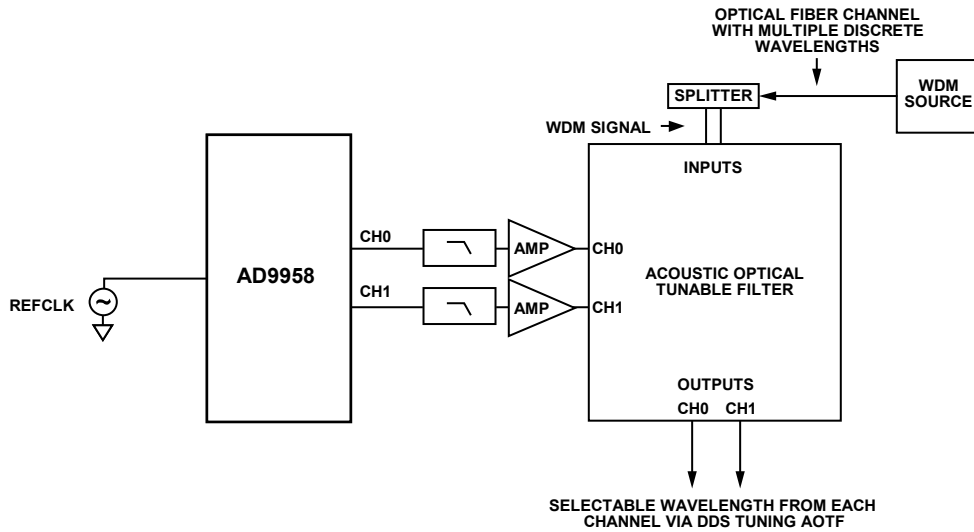 OPTICAL FIBER CHANNEL
WITH MULTIPLE DISCRETE
WAVELENGTHS
WDM
SOURCE
SPLITTER
WDM SIGNAL
INPUTS
CH0
AMP
CH0
AD9958
ACOUSTIC OPTICAL
TUNABLE FILTER
CH1
AMP
CH1
REFCLK
OUTPUTS
CH0 CH1
SELECTABLE WAVELENGTH FROM EACH
CHANNEL VIA DDS TUNING AOTF